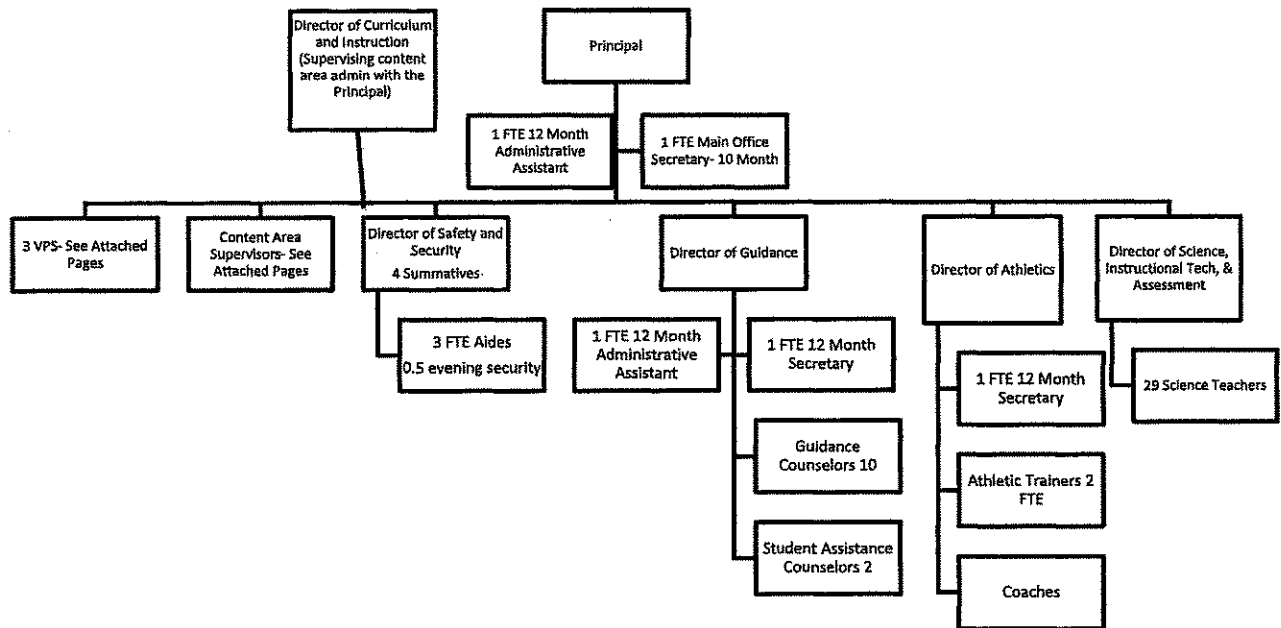 Director of Curriculum
and Instruction
(Supervising content
area admin with the
Principal)
Principal
1 FTE 12 Month
Administrative
Assistant
1 FTE Main Office
Secretary- 10 Month
3 VPS- See Attached
Pages
Content Area
Supervisors- See
Attached Pages
Director of Safety and
Security
4 Summatives
Director of Guidance
Director of Athletics
Director of Science,
Instructional Tech, &
Assessment
3 FTE Aides
0.5 evening security
1 FTE 12 Month
Administrative
Assistant
1 FTE 12 Month
Secretary
Guidance
Counselors 10
Student Assistance
Counselors 2
1 FTE 12 Month
Secretary
Athletic Trainers 2
FTE
Coaches
29 Science Teachers